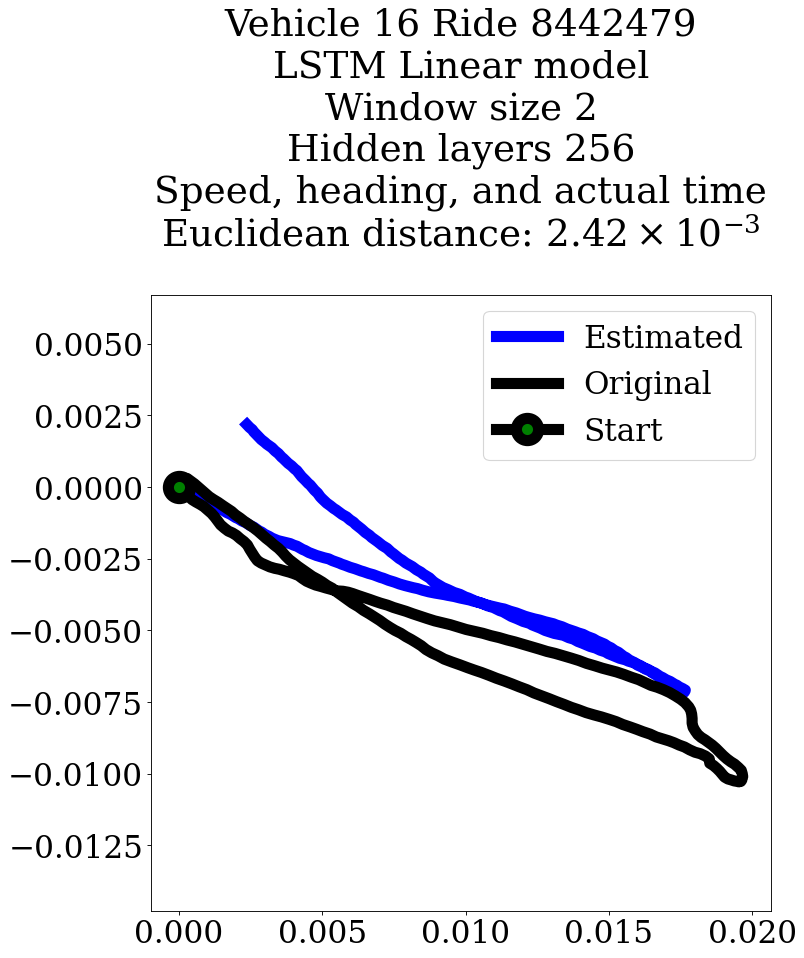 Vehicle 16 Ride 8442479
LSTM Linear model
Window size 2
Hidden layers 256
Speed, heading, and actual time
Euclidean distance: 2.42 × 10⁻³
Estimated
Original
Start
0.0050
0.0025
0.0000
−0.0025
−0.0050
−0.0075
−0.0100
−0.0125
0.000 0.005 0.010 0.015 0.020